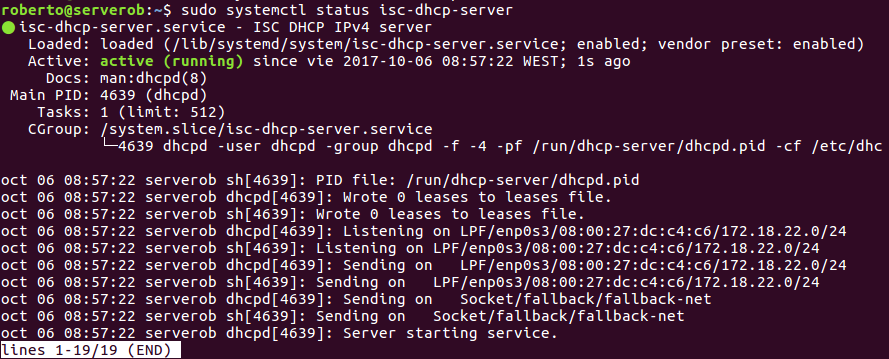 roberto@serverob:~$ sudo systemctl status isc-dhcp-server
● isc-dhcp-server.service - ISC DHCP IPv4 server
   Loaded: loaded (/lib/systemd/system/isc-dhcp-server.service; enabled; vendor preset: enabled)
   Active: active (running) since vie 2017-10-06 08:57:22 WEST; 1s ago
     Docs: man:dhcpd(8)
 Main PID: 4639 (dhcpd)
    Tasks: 1 (limit: 512)
   CGroup: /system.slice/isc-dhcp-server.service
           └─4639 dhcpd -user dhcpd -group dhcpd -f -4 -pf /run/dhcp-server/dhcpd.pid -cf /etc/dhc

oct 06 08:57:22 serverob sh[4639]: PID file: /run/dhcp-server/dhcpd.pid
oct 06 08:57:22 serverob dhcpd[4639]: Wrote 0 leases to leases file.
oct 06 08:57:22 serverob sh[4639]: Wrote 0 leases to leases file.
oct 06 08:57:22 serverob dhcpd[4639]: Listening on LPF/enp0s3/08:00:27:dc:c4:c6/172.18.22.0/24
oct 06 08:57:22 serverob sh[4639]: Listening on LPF/enp0s3/08:00:27:dc:c4:c6/172.18.22.0/24
oct 06 08:57:22 serverob dhcpd[4639]: Sending on   LPF/enp0s3/08:00:27:dc:c4:c6/172.18.22.0/24
oct 06 08:57:22 serverob sh[4639]: Sending on   LPF/enp0s3/08:00:27:dc:c4:c6/172.18.22.0/24
oct 06 08:57:22 serverob dhcpd[4639]: Sending on   Socket/fallback/fallback-net
oct 06 08:57:22 serverob sh[4639]: Sending on   Socket/fallback/fallback-net
oct 06 08:57:22 serverob dhcpd[4639]: Server starting service.
lines 1-19/19 (END)